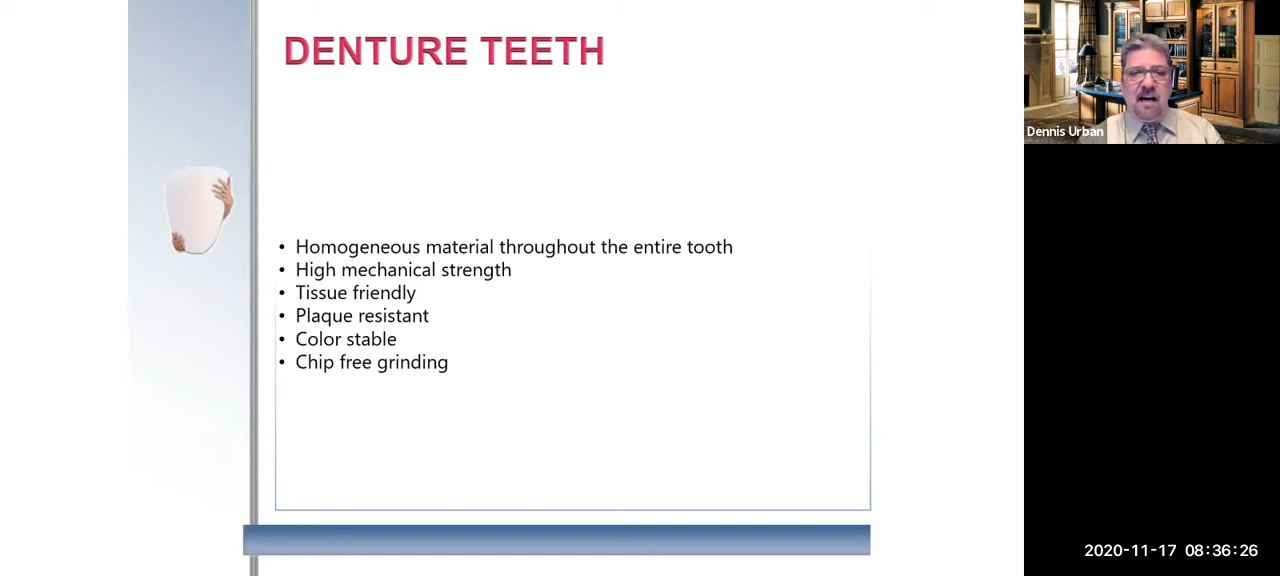 DENTURE TEETH
• Homogeneous material throughout the entire tooth
• High mechanical strength
• Tissue friendly
• Plaque resistant
• Color stable
• Chip free grinding
Dennis Urban
2020-11-17 08:36:26